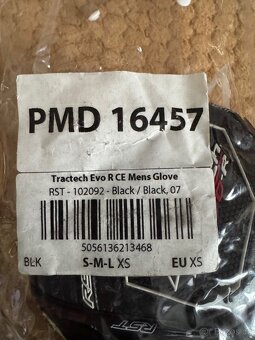 PMD 16457
Tractech Evo R CE Mens Glove
RST - 102092 - Black / Black, 07
5056136213468
BLK S-M-L XS EU XS
RST